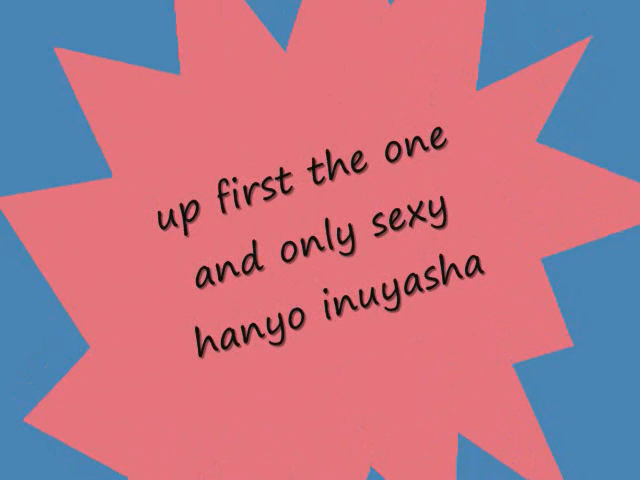 up first the one
and only sexy
hanyo inuyasha